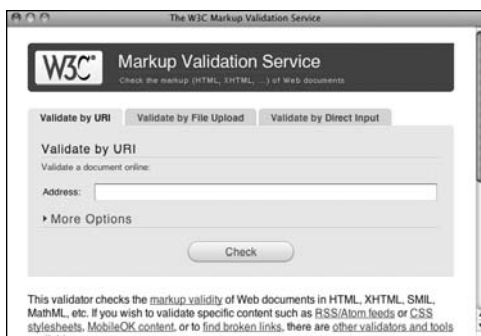 The W3C Markup Validation Service
W3C®
Markup Validation Service
Check the markup (HTML, XHTML, ...) of Web documents
Validate by URI Validate by File Upload Validate by Direct Input
Validate by URI
Validate a document online:
Address:
More Options
Check
This validator checks the markup validity of Web documents in HTML, XHTML, SMIL,
MathML, etc. If you wish to validate specific content such as RSS/Atom feeds or CSS
stylesheets, MobileOK content, or to find broken links, there are other validators and tools